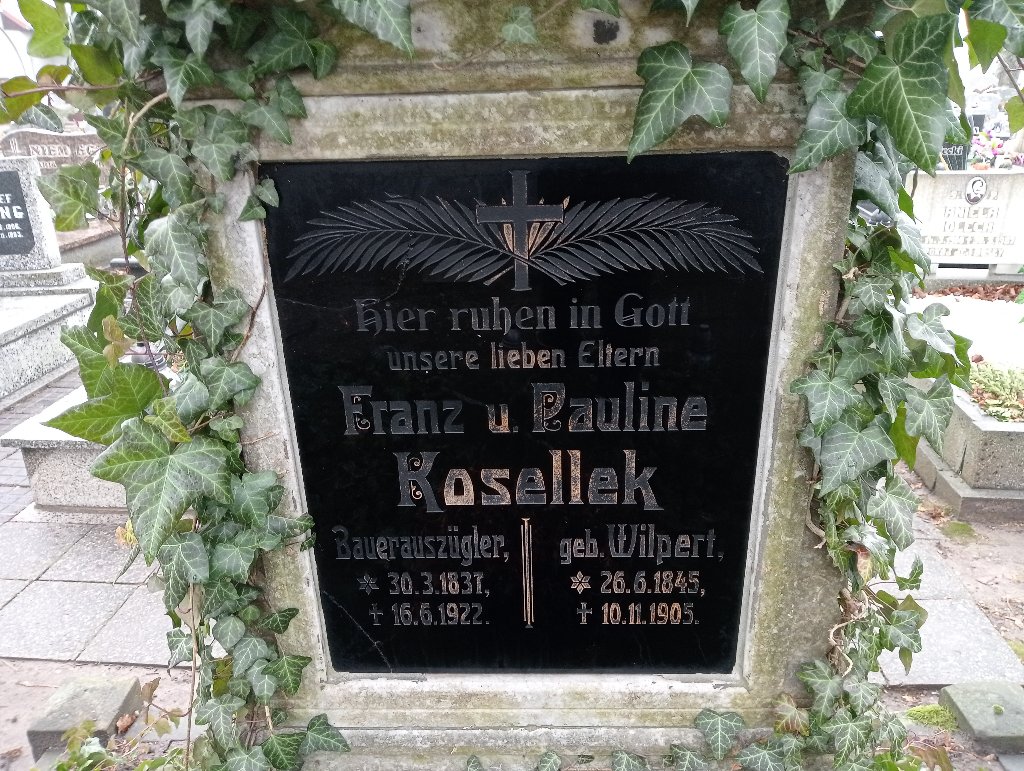 Hier ruhen in Gott
unsere lieben Eltern
Franz u. Pauline
Kosellek
Bauerauszügler,
✶ 30.3.1837,
✝ 16.6.1922.
geb. Wilpert,
✶ 26.6.1845,
✝ 10.11.1905.